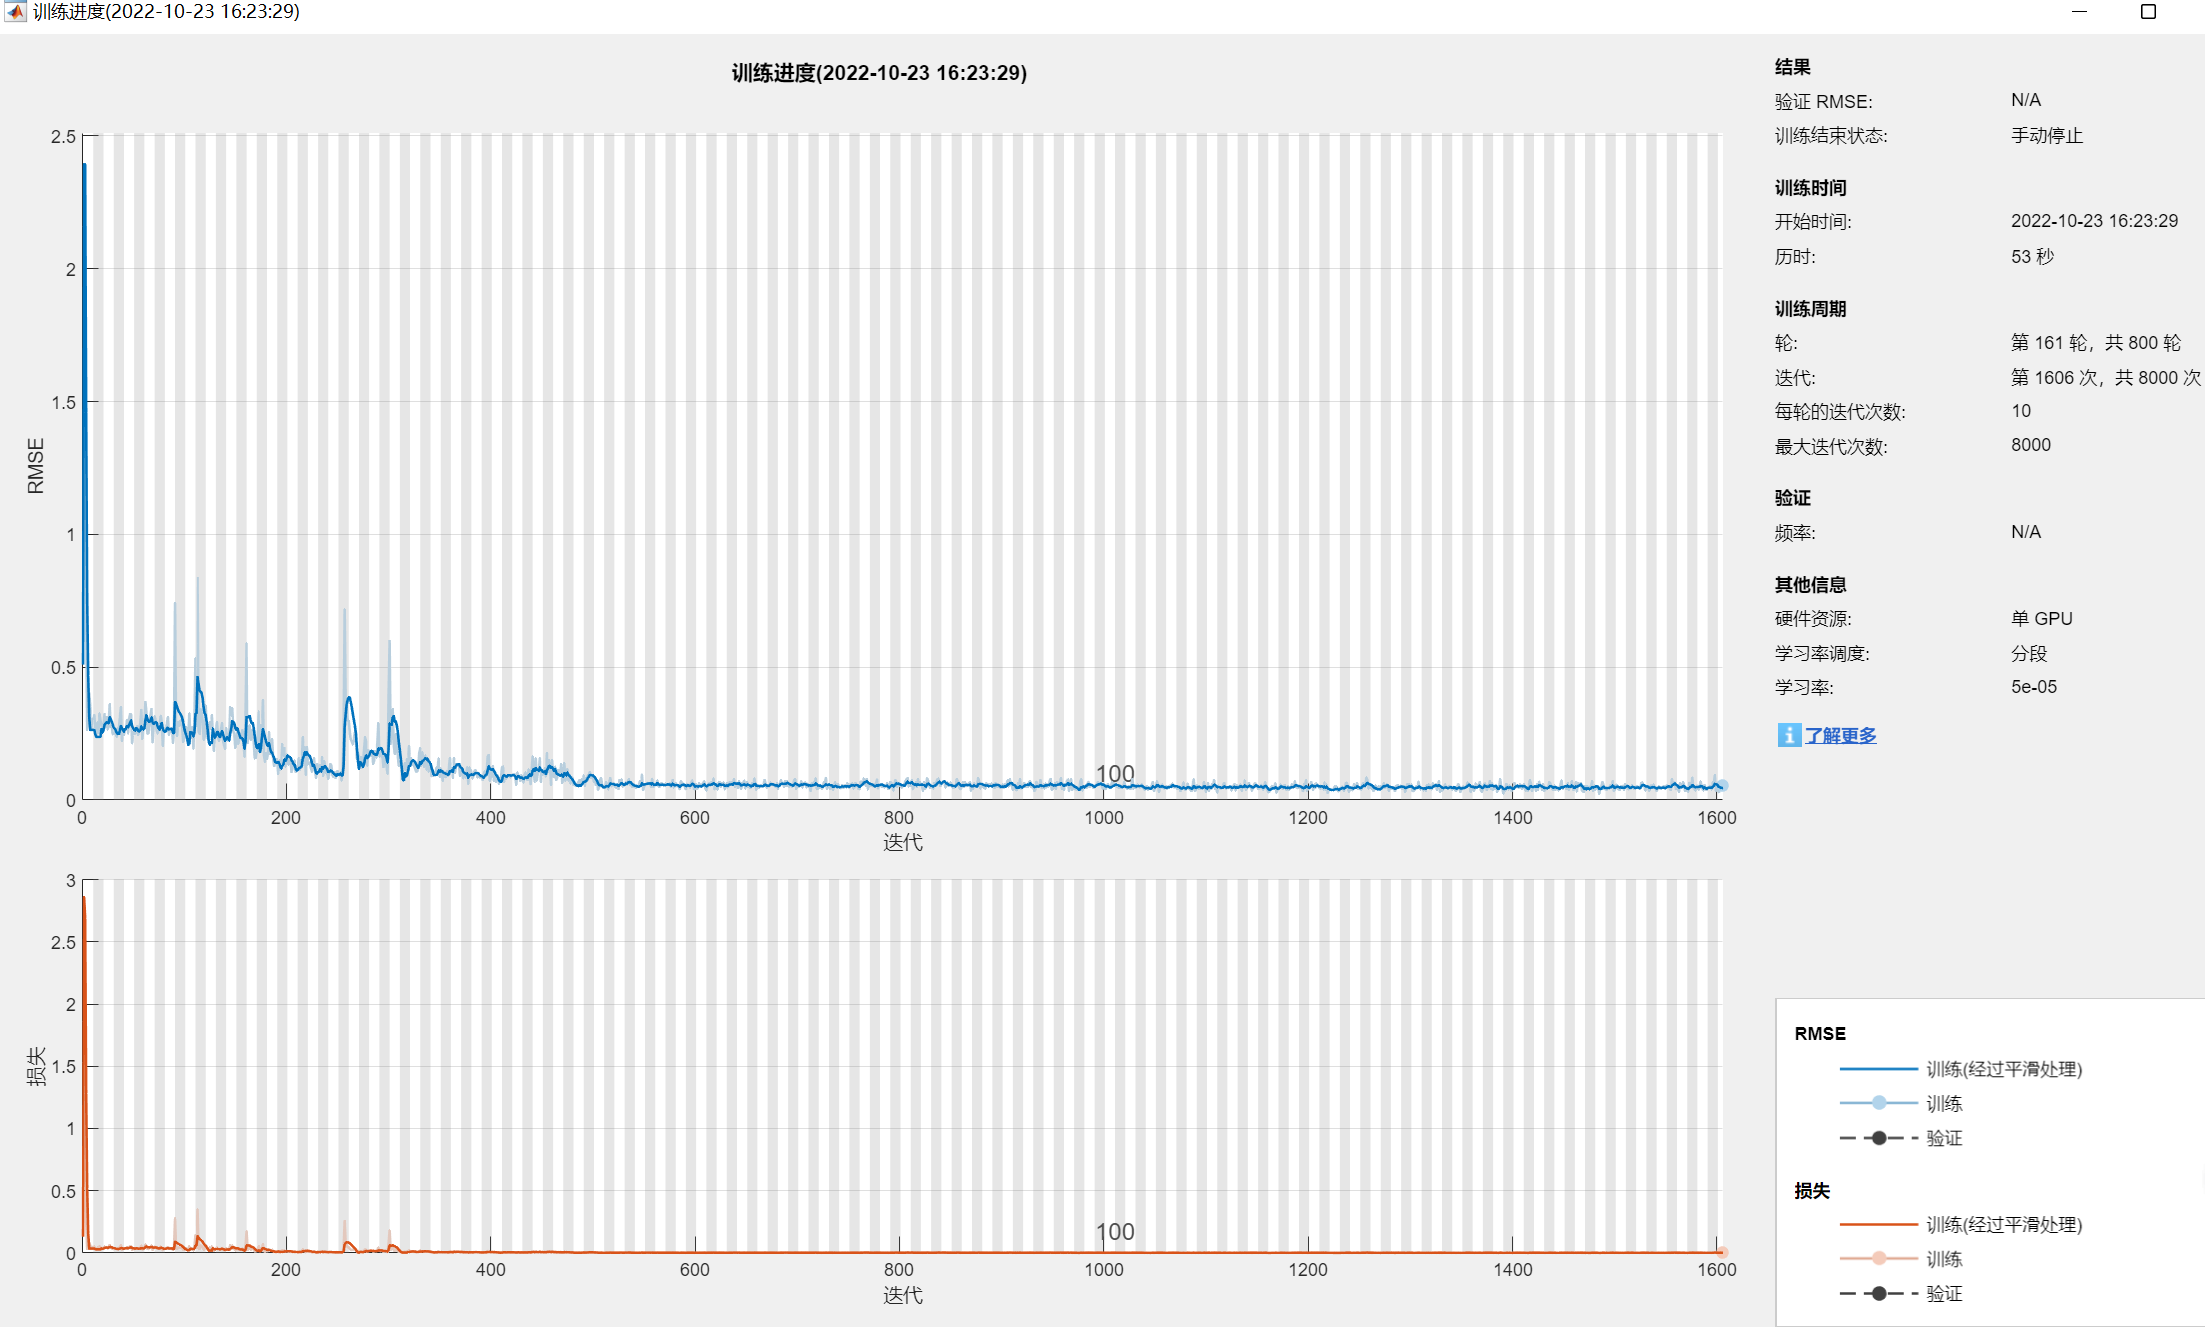 训练进度(2022-10-23 16:23:29)
训练进度(2022-10-23 16:23:29)
2.5
2
1.5
1
0.5
0
RMSE
100
0 200 400 600 800 1000 1200 1400 1600
迭代
3
2.5
2
1.5
1
0.5
0
损失
100
0 200 400 600 800 1000 1200 1400 1600
迭代
结果
验证 RMSE: N/A
训练结束状态: 手动停止
训练时间
开始时间: 2022-10-23 16:23:29
历时: 53 秒
训练周期
轮: 第 161 轮，共 800 轮
迭代: 第 1606 次，共 8000 次
每轮的迭代次数: 10
最大迭代次数: 8000
验证
频率: N/A
其他信息
硬件资源: 单 GPU
学习率调度: 分段
学习率: 5e-05
了解更多
RMSE
训练(经过平滑处理)
训练
验证
损失
训练(经过平滑处理)
训练
验证